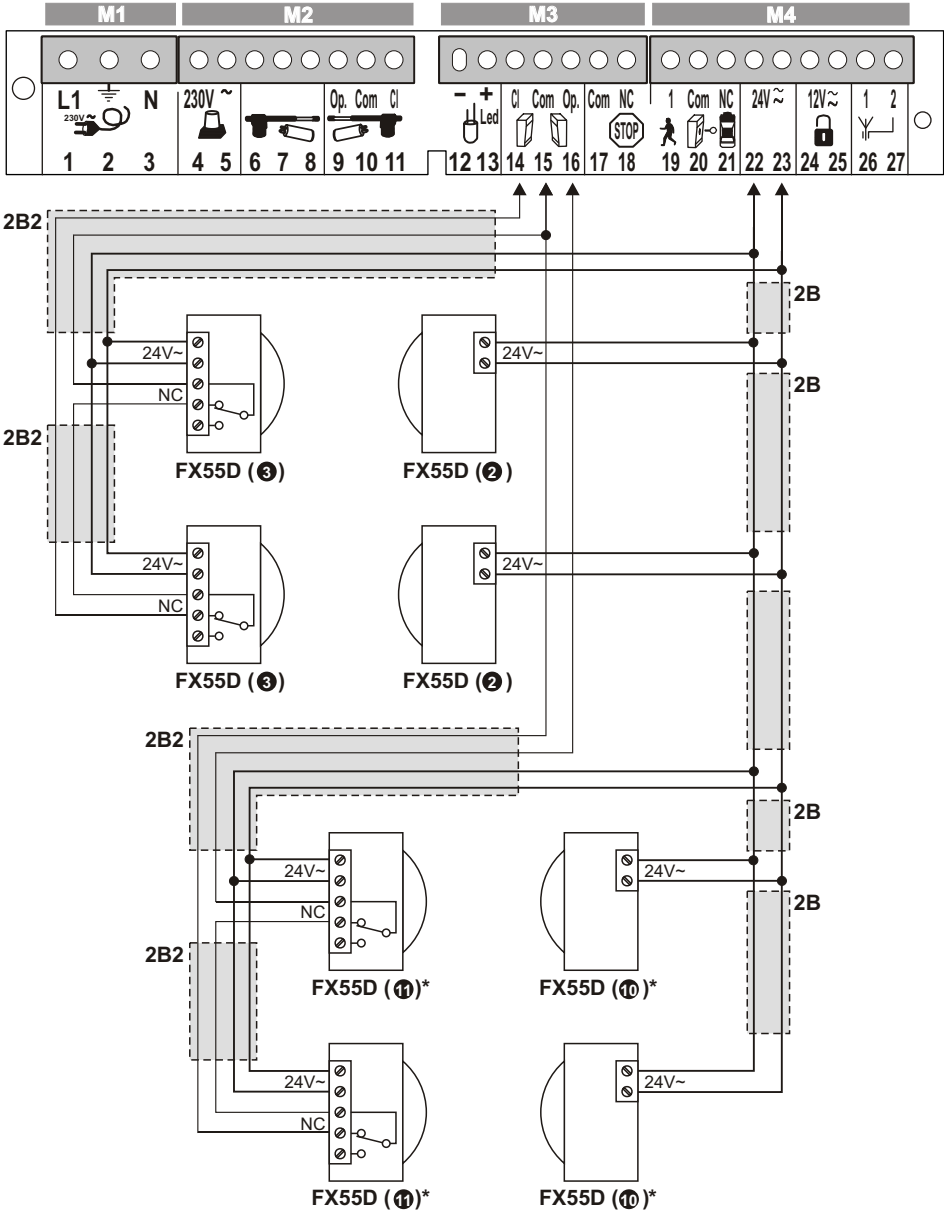 M1 M2 M3 M4
L1 N 230V ~ Op. Com Cl − + Cl Com Op. Com NC 1 Com NC 24V ≂ 12V ≂ 1 2
230V ~ Led STOP
1 2 3 4 5 6 7 8 9 10 11 12 13 14 15 16 17 18 19 20 21 22 23 24 25 26 27
2B2
2B
24V~ 24V~
2B
NC
2B2
FX55D (3) FX55D (2)
24V~ 24V~
NC
FX55D (3) FX55D (2)
2B2
2B
24V~ 24V~
2B
NC
2B2
FX55D (11)* FX55D (10)*
24V~ 24V~
NC
FX55D (11)* FX55D (10)*